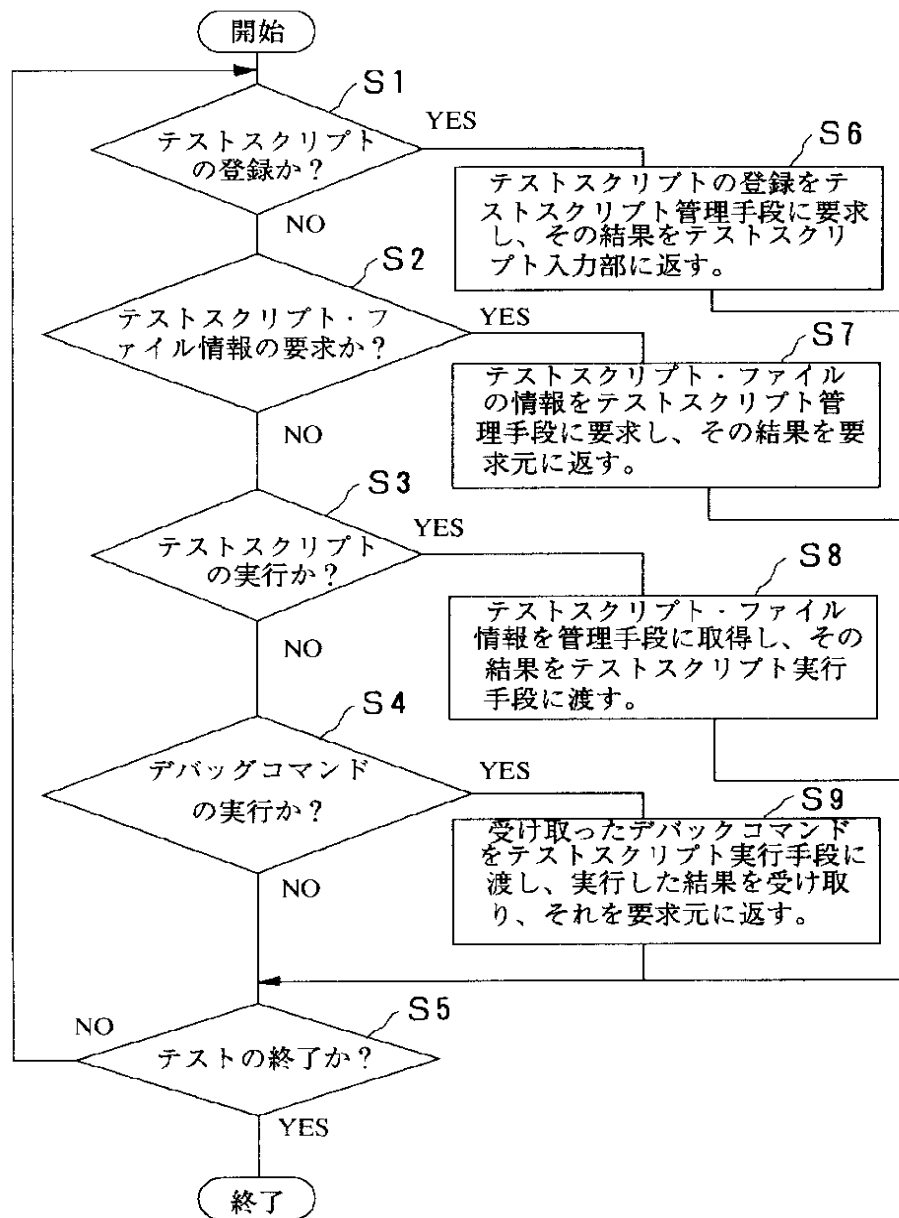 開始
S1
テストスクリプト
の登録か？
YES
NO
S6
テストスクリプトの登録をテ
ストスクリプト管理手段に要求
し、その結果をテストスクリ
プト入力部に返す。
S2
テストスクリプト・フ
ァイル情報の要求か？
YES
NO
S7
テストスクリプト・ファイル
の情報をテストスクリプト管
理手段に要求し、その結果を要
求元に返す。
S3
テストスクリプト
の実行か？
YES
NO
S8
テストスクリプト・ファイル
情報を管理手段に取得し、その
結果をテストスクリプト実行
手段に渡す。
S4
デバッグコマンド
の実行か？
YES
NO
S9
受け取ったデバックコマンド
をテストスクリプト実行手段に
渡し、実行した結果を受け取
り、それを要求元に返す。
S5
テストの終了か？
NO
YES
終了